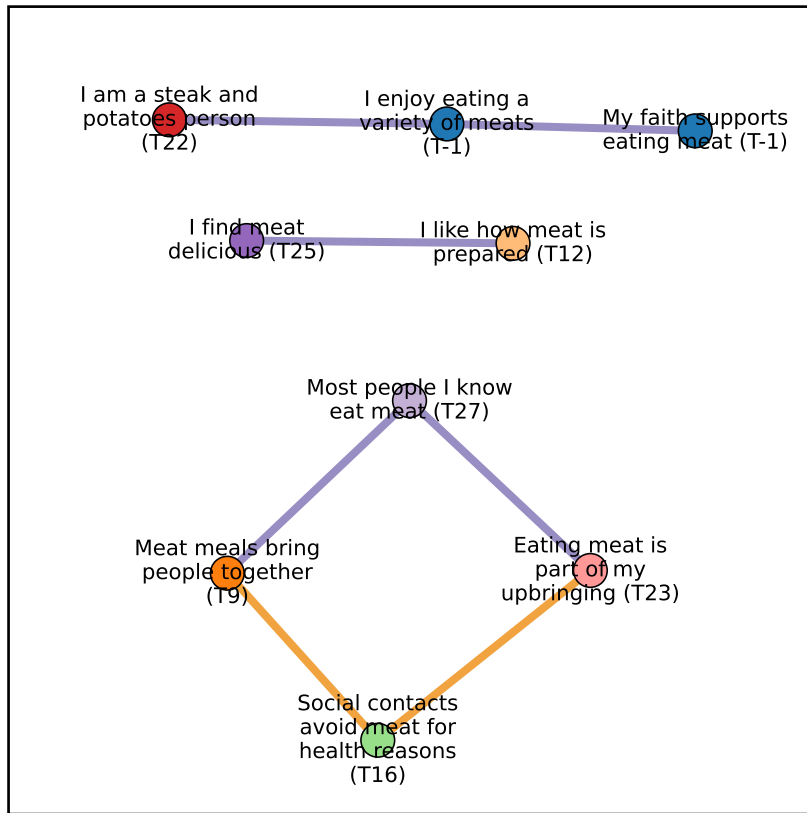 I am a steak and
potatoes person
(T22)
I enjoy eating a
variety of meats
(T-1)
My faith supports
eating meat (T-1)
I find meat
delicious (T25)
I like how meat is
prepared (T12)
Most people I know
eat meat (T27)
Meat meals bring
people together
(T9)
Eating meat is
part of my
upbringing (T23)
Social contacts
avoid meat for
health reasons
(T16)